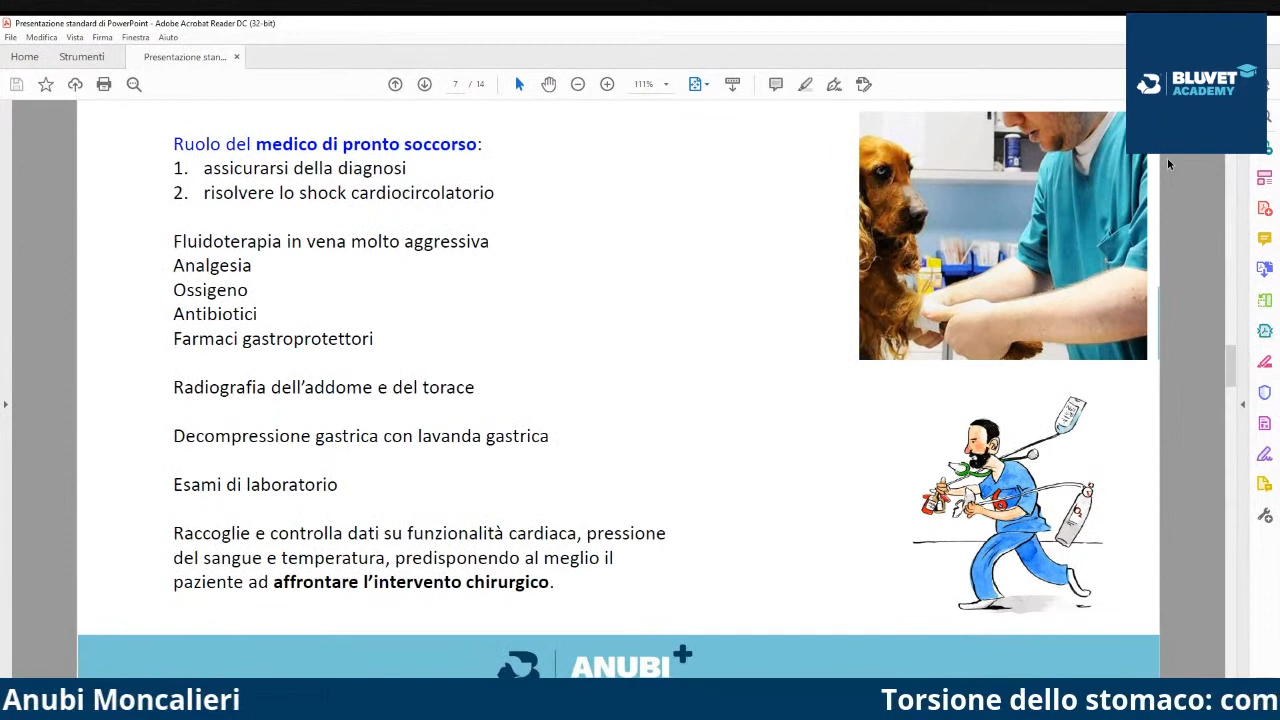 Presentazione standard di PowerPoint - Adobe Acrobat Reader DC (32-bit)
File Modifica Vista Firma Finestra Aiuto
Home Strumenti Presentazione stan... ×
7 / 14 111%
BLUVET
ACADEMY
Ruolo del medico di pronto soccorso:
1. assicurarsi della diagnosi
2. risolvere lo shock cardiocircolatorio
Fluidoterapia in vena molto aggressiva
Analgesia
Ossigeno
Antibiotici
Farmaci gastroprotettori
Radiografia dell’addome e del torace
Decompressione gastrica con lavanda gastrica
Esami di laboratorio
Raccoglie e controlla dati su funzionalità cardiaca, pressione
del sangue e temperatura, predisponendo al meglio il
paziente ad affrontare l’intervento chirurgico.
ANUBI+
Anubi Moncalieri
Torsione dello stomaco: com